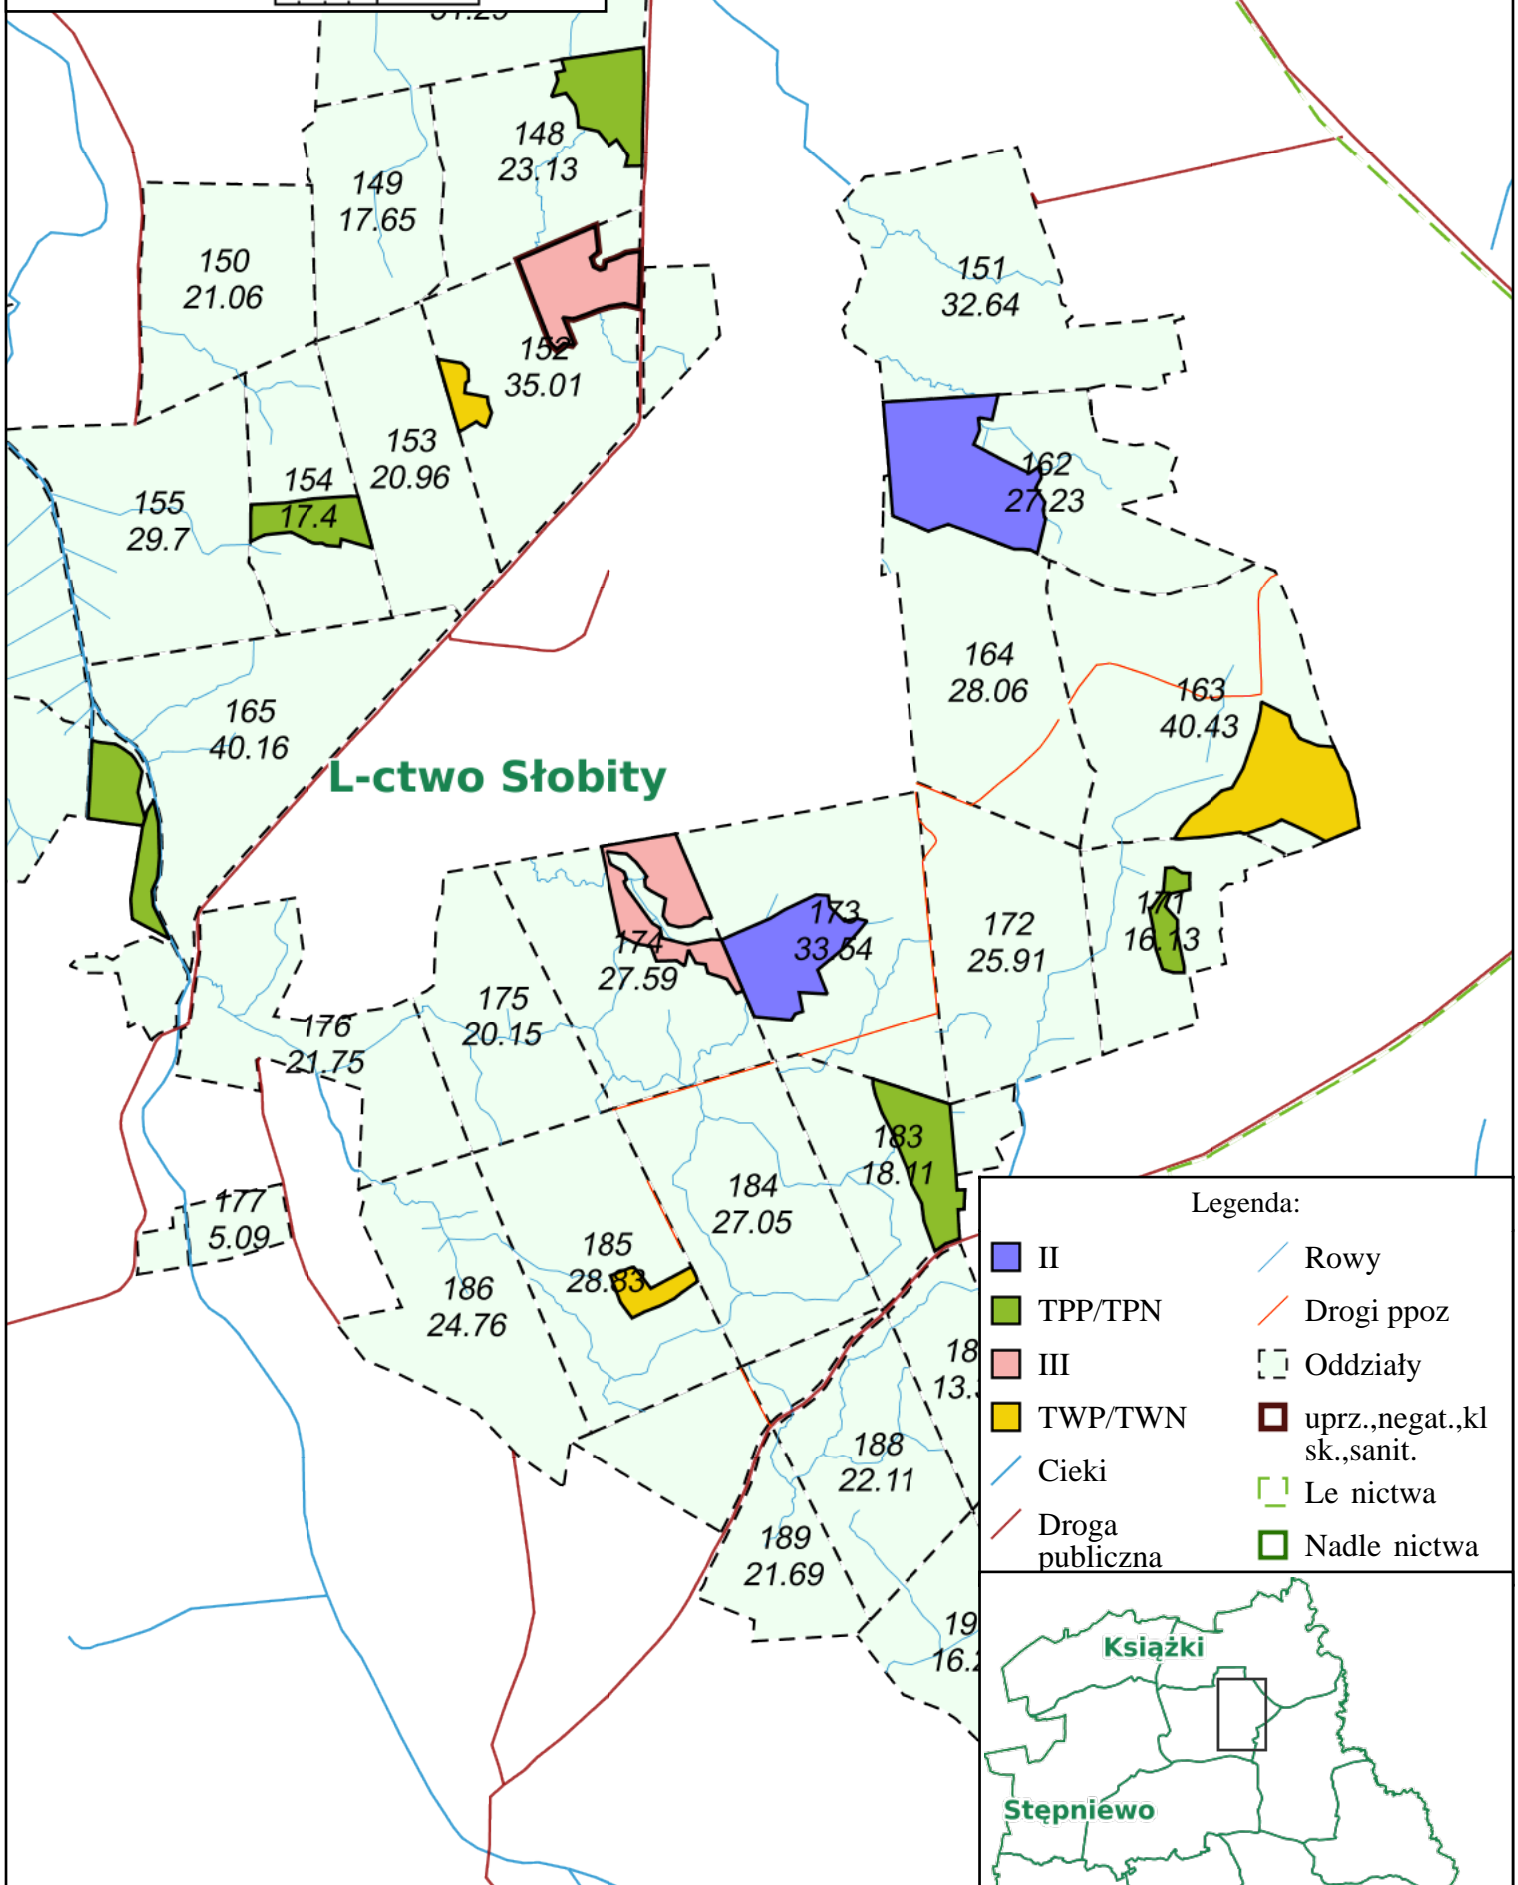 148
23.13
149
17.65
150
21.06
151
32.64
152
35.01
153
20.96
154
17.4
155
29.7
162
27.23
164
28.06
163
40.43
165
40.16
L-ctwo Słobity
173
33.54
172
25.91
171
16.13
174
27.59
175
20.15
176
21.75
177
5.09
183
18.11
184
27.05
185
28.83
186
24.76
188
22.11
189
21.69
Legenda:
II
TPP/TPN
III
TWP/TWN
Cieki
Droga
publiczna
Rowy
Drogi ppoz
Oddziały
uprz.,negat.,kl
sk.,sanit.
Le nictwa
Nadle nictwa
Książki
Stępniewo